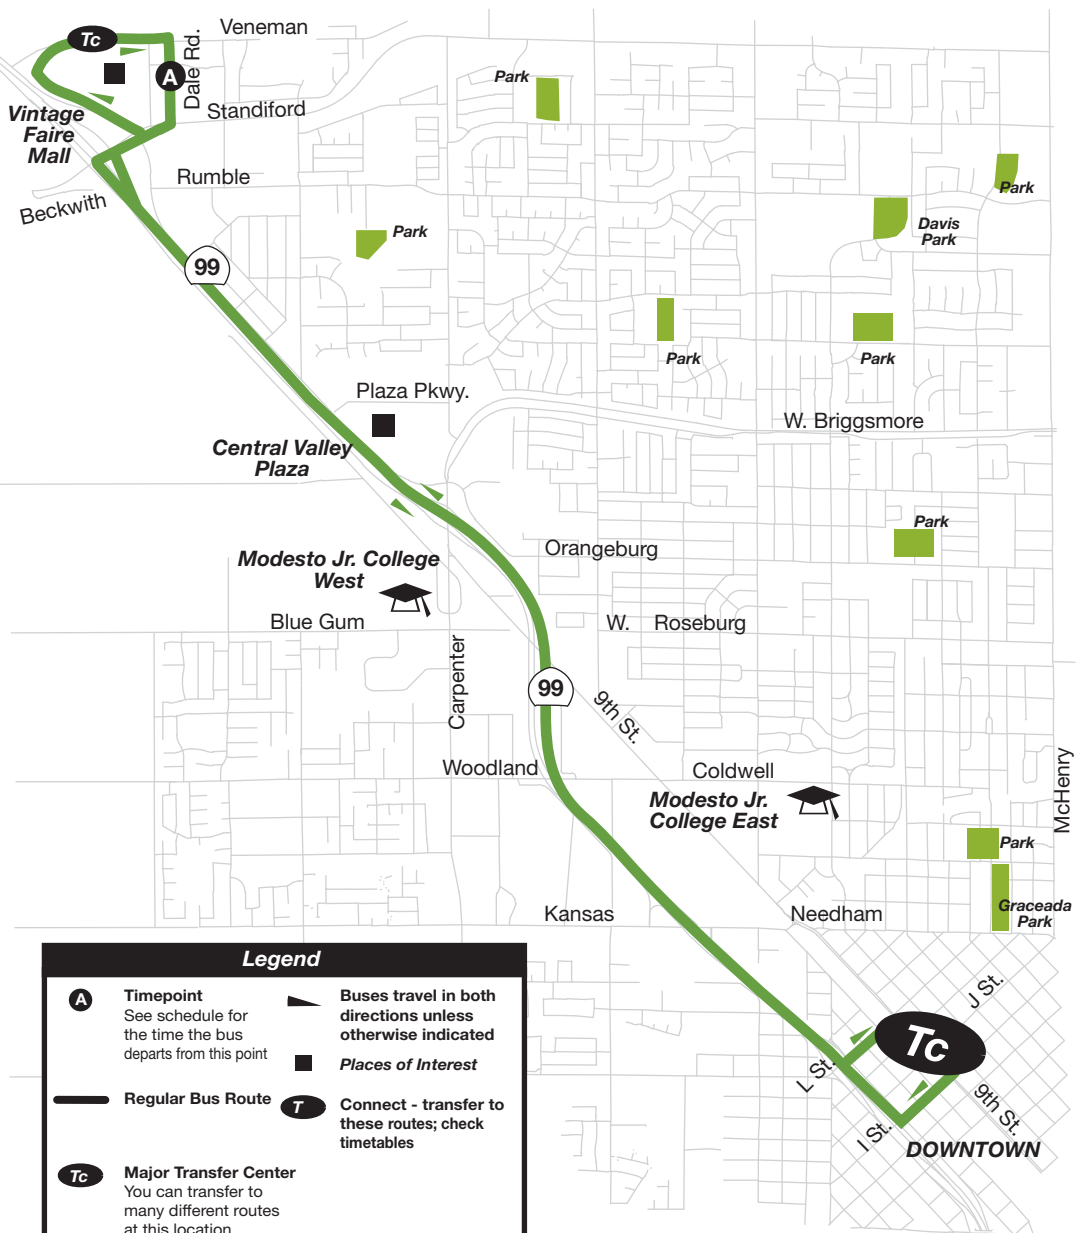 Tc
Veneman
Dale Rd.
A
Standiford
Vintage
Faire
Mall
Rumble
Beckwith
99
Park
Park
Park
Davis
Park
Park
Park
Plaza Pkwy.
W. Briggsmore
Central Valley
Plaza
Park
Orangeburg
Modesto Jr. College
West
Blue Gum
W. Roseburg
Carpenter
99
9th St.
Woodland
Coldwell
Modesto Jr.
College East
McHenry
Park
Graceada
Park
Kansas
Needham
J St.
Tc
L St.
9th St.
I St.
DOWNTOWN
Legend
A
Timepoint
See schedule for
the time the bus
departs from this point
Regular Bus Route
Tc
Major Transfer Center
You can transfer to
many different routes
at this location
Buses travel in both
directions unless
otherwise indicated
Places of Interest
T
Connect - transfer to
these routes; check
timetables